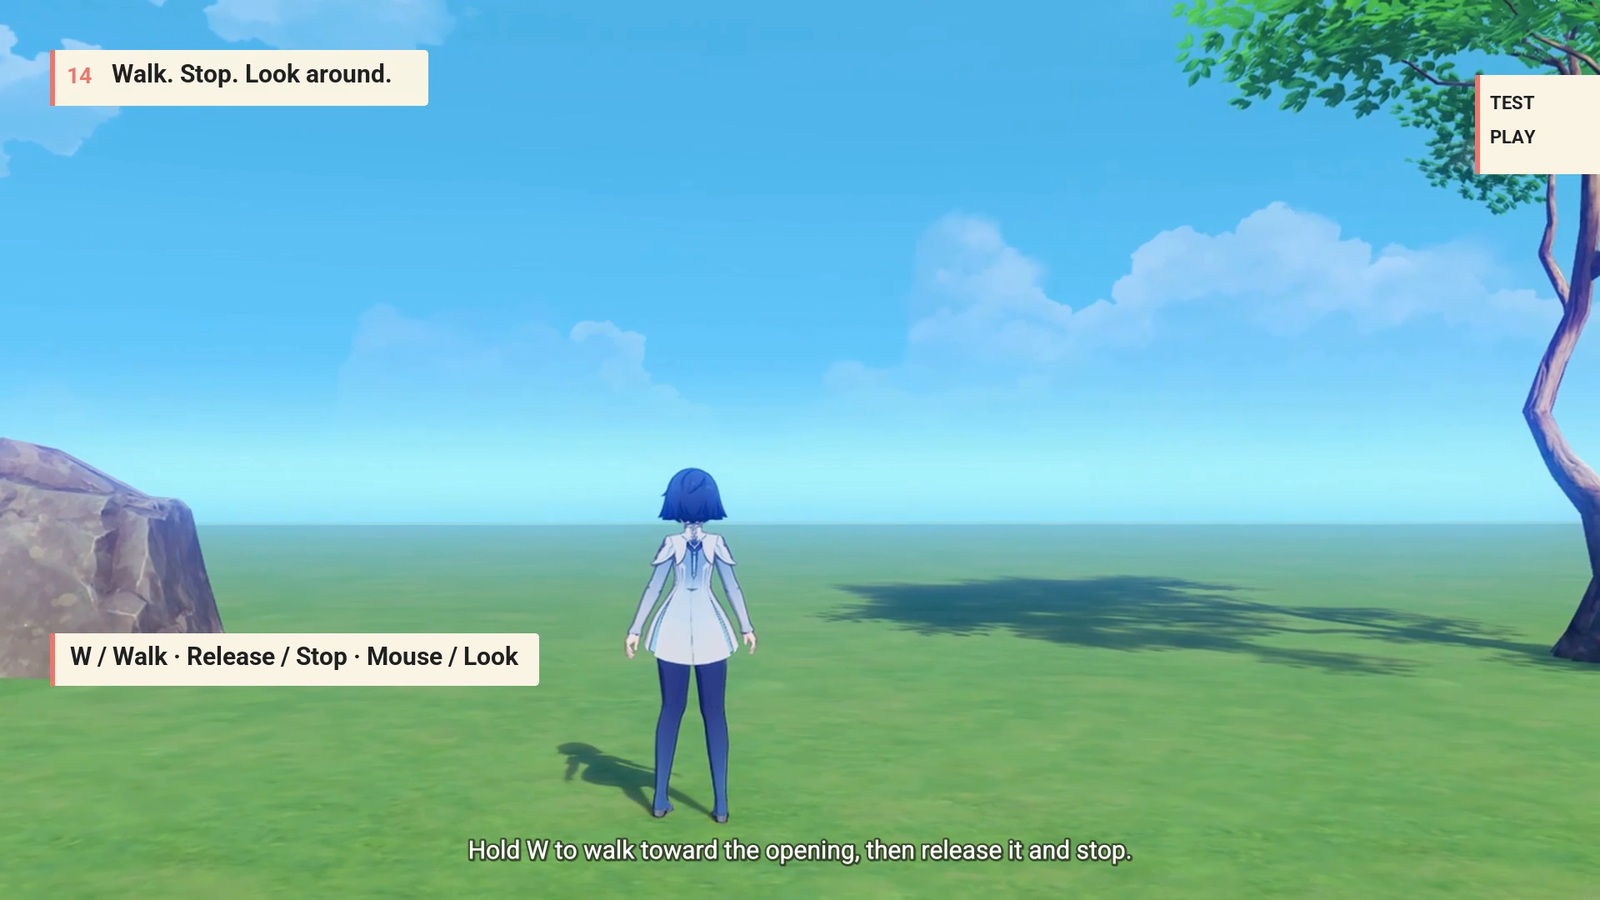 14 Walk. Stop. Look around.
TEST
PLAY
W / Walk · Release / Stop · Mouse / Look
Hold W to walk toward the opening, then release it and stop.